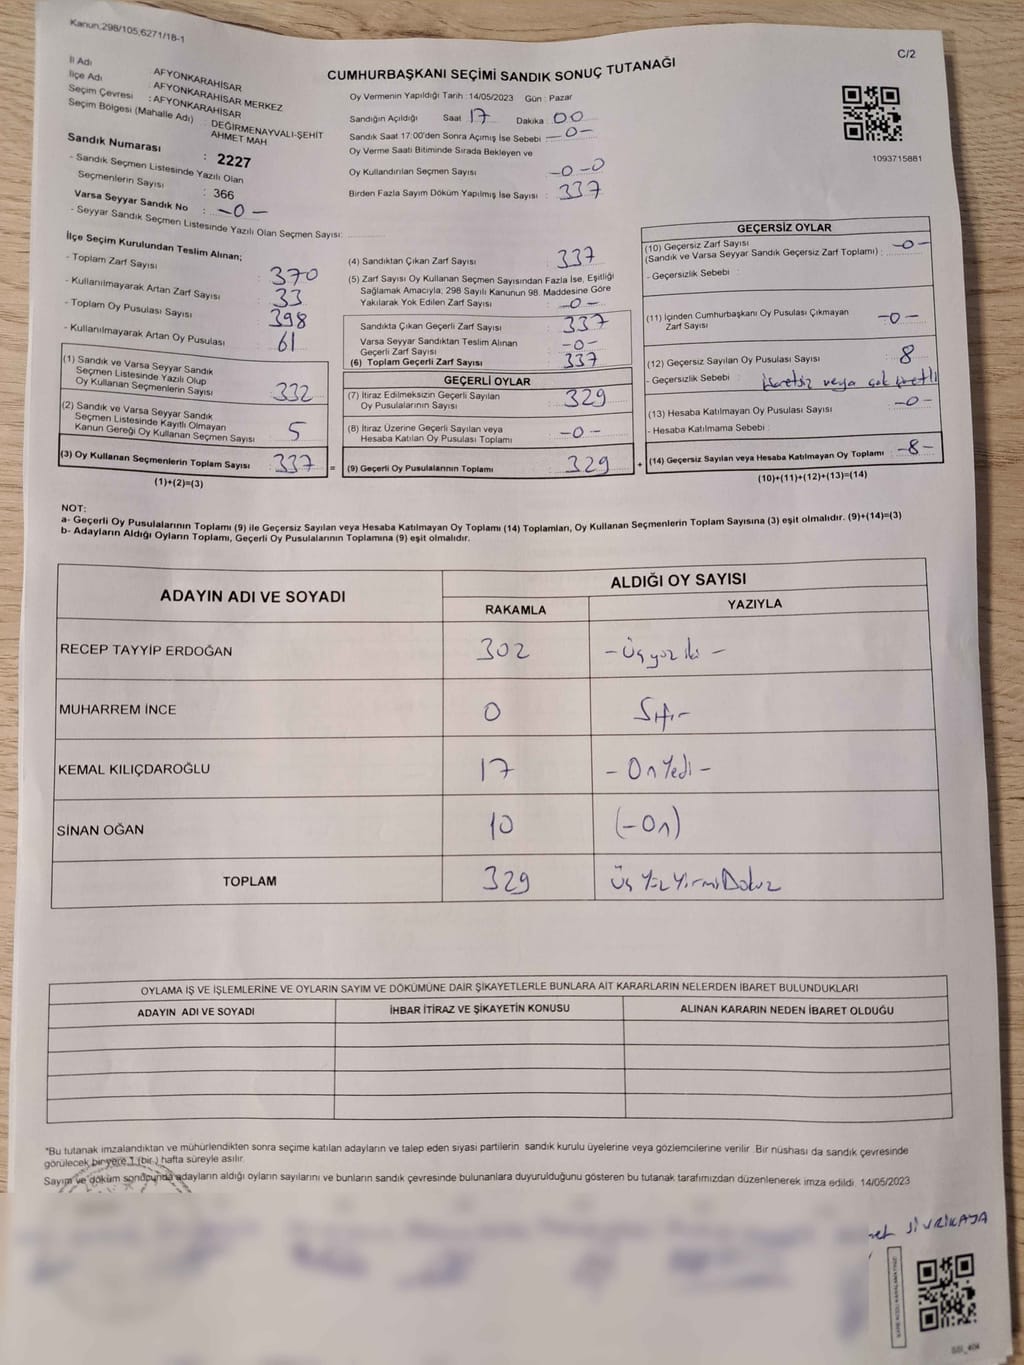 Kanun;298/105,6271/18-1
C/2
CUMHURBAŞKANI SEÇİMİ SANDIK SONUÇ TUTANAĞI
İl Adı AFYONKARAHİSAR
İlçe Adı : AFYONKARAHİSAR MERKEZ
Seçim Çevresi : AFYONKARAHİSAR
Seçim Bölgesi (Mahalle Adı) : DEĞİRMENAYVALI-ŞEHİT AHMET MAH
Sandık Numarası : 2227
- Sandık Seçmen Listesinde Yazılı Olan
Seçmenlerin Sayısı : 366
Varsa Seyyar Sandık No : -0-
- Seyyar Sandık Seçmen Listesinde Yazılı Olan Seçmen Sayısı:
Oy Vermenin Yapıldığı Tarih :14/05/2023 Gün : Pazar
Sandığın Açıldığı Saat 17 Dakika 00
Sandık Saat 17:00'den Sonra Açımış İse Sebebi -0-
Oy Verme Saati Bitiminde Sırada Bekleyen ve
Oy Kullandırılan Seçmen Sayısı -0-0
Birden Fazla Sayım Döküm Yapılmış İse Sayısı : 337
1093715881
İlçe Seçim Kurulundan Teslim Alınan;
- Toplam Zarf Sayısı 370
- Kullanılmayarak Artan Zarf Sayısı 33
- Toplam Oy Pusulası Sayısı 398
- Kullanılmayarak Artan Oy Pusulası 61
(1) Sandık ve Varsa Seyyar Sandık
Seçmen Listesinde Yazılı Olup
Oy Kullanan Seçmenlerin Sayısı 332
(2) Sandık ve Varsa Seyyar Sandık
Seçmen Listesinde Kayıtlı Olmayan
Kanun Gereği Oy Kullanan Seçmen Sayısı 5
(3) Oy Kullanan Seçmenlerin Toplam Sayısı 337 =
(1)+(2)=(3)
(4) Sandıktan Çıkan Zarf Sayısı 337
(5) Zarf Sayısı Oy Kullanan Seçmen Sayısından Fazla İse, Eşitliği
Sağlamak Amacıyla, 298 Sayılı Kanunun 98. Maddesine Göre
Yakılarak Yok Edilen Zarf Sayısı -0-
Sandıkta Çıkan Geçerli Zarf Sayısı 337
Varsa Seyyar Sandıktan Teslim Alınan
Geçerli Zarf Sayısı -0-
(6) Toplam Geçerli Zarf Sayısı 337
GEÇERLİ OYLAR
(7) İtiraz Edilmeksizin Geçerli Sayılan
Oy Pusulalarının Sayısı 329
(8) İtiraz Üzerine Geçerli Sayılan veya
Hesaba Katılan Oy Pusulası Toplamı -0-
(9) Geçerli Oy Pusulalarının Toplamı 329 +
GEÇERSİZ OYLAR
(10) Geçersiz Zarf Sayısı
(Sandık ve Varsa Seyyar Sandık Geçersiz Zarf Toplamı) : -0-
- Geçersizlik Sebebi :
(11) İçinden Cumhurbaşkanı Oy Pusulası Çıkmayan
Zarf Sayısı -0-
(12) Geçersiz Sayılan Oy Pusulası Sayısı 8
- Geçersizlik Sebebi : veya çok
(13) Hesaba Katılmayan Oy Pusulası Sayısı -0-
- Hesaba Katılmama Sebebi :
(14) Geçersiz Sayılan veya Hesaba Katılmayan Oy Toplamı -8-
(10)+(11)+(12)+(13)=(14)
NOT:
a- Geçerli Oy Pusulalarının Toplamı (9) ile Geçersiz Sayılan veya Hesaba Katılmayan Oy Toplamı (14) Toplamları, Oy Kullanan Seçmenlerin Toplam Sayısına (3) eşit olmalıdır. (9)+(14)=(3)
b- Adayların Aldığı Oyların Toplamı, Geçerli Oy Pusulalarının Toplamına (9) eşit olmalıdır.
ADAYIN ADI VE SOYADI ALDIĞI OY SAYISI
RAKAMLA YAZIYLA
RECEP TAYYİP ERDOĞAN 302 -Üç yüz iki-
MUHARREM İNCE 0 Sıfır
KEMAL KILIÇDAROĞLU 17 -OnYedi-
SİNAN OĞAN 10 (-On)
TOPLAM 329 Üç Yüz YirmiDokuz
OYLAMA İŞ VE İŞLEMLERİNE VE OYLARIN SAYIM VE DÖKÜMÜNE DAİR ŞİKAYETLERLE BUNLARA AİT KARARLARIN NELERDEN İBARET BULUNDUKLARI
ADAYIN ADI VE SOYADI İHBAR İTİRAZ VE ŞİKAYETİN KONUSU ALINAN KARARIN NEDEN İBARET OLDUĞU
*Bu tutanak imzalandıktan ve mühürlendikten sonra seçime katılan adayların ve talep eden siyasi partilerin sandık kurulu üyelerine veya gözlemcilerine verilir. Bir nüshası da sandık çevresinde
görülecek bir yere 1 (bir) hafta süreyle asılır.
Sayım ve döküm sonucunda adayların aldığı oyların sayılarını ve bunların sandık çevresinde bulunanlara duyurulduğunu gösteren bu tutanak tarafımızdan düzenlenerek imza edildi. 14/05/2023
SİVRİKAYA